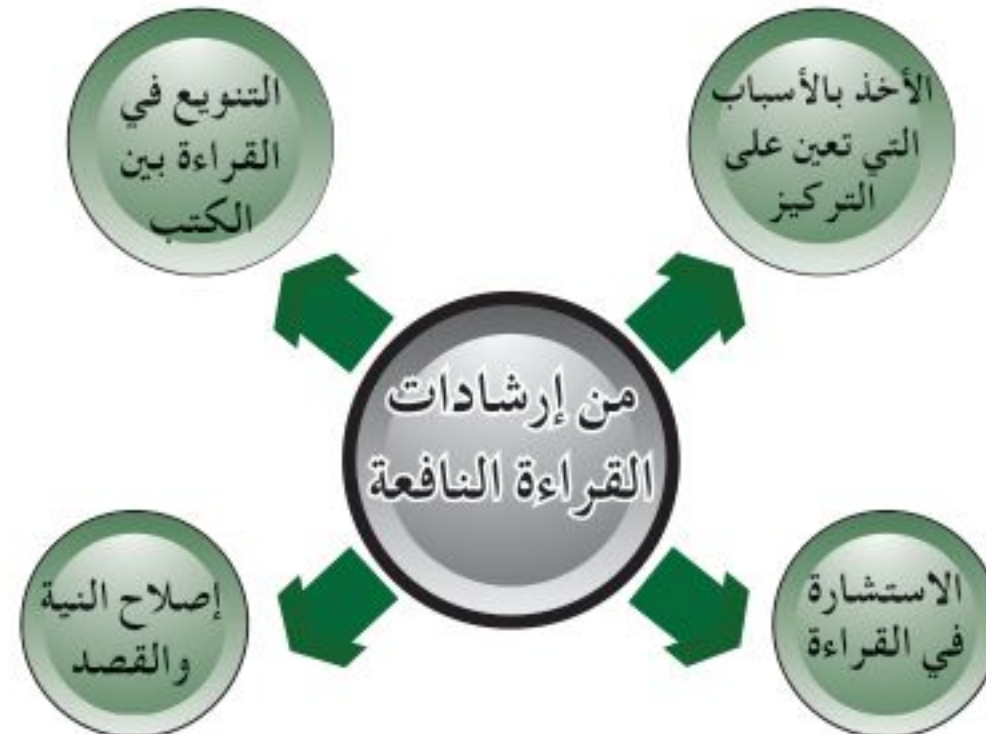 الأخذ بالأسباب
التي تعين على
التركيز
التنويع في
القراءة بين
الكتب
من إرشادات
القراءة النافعة
الاستشارة
في القراءة
إصلاح النية
والقصد